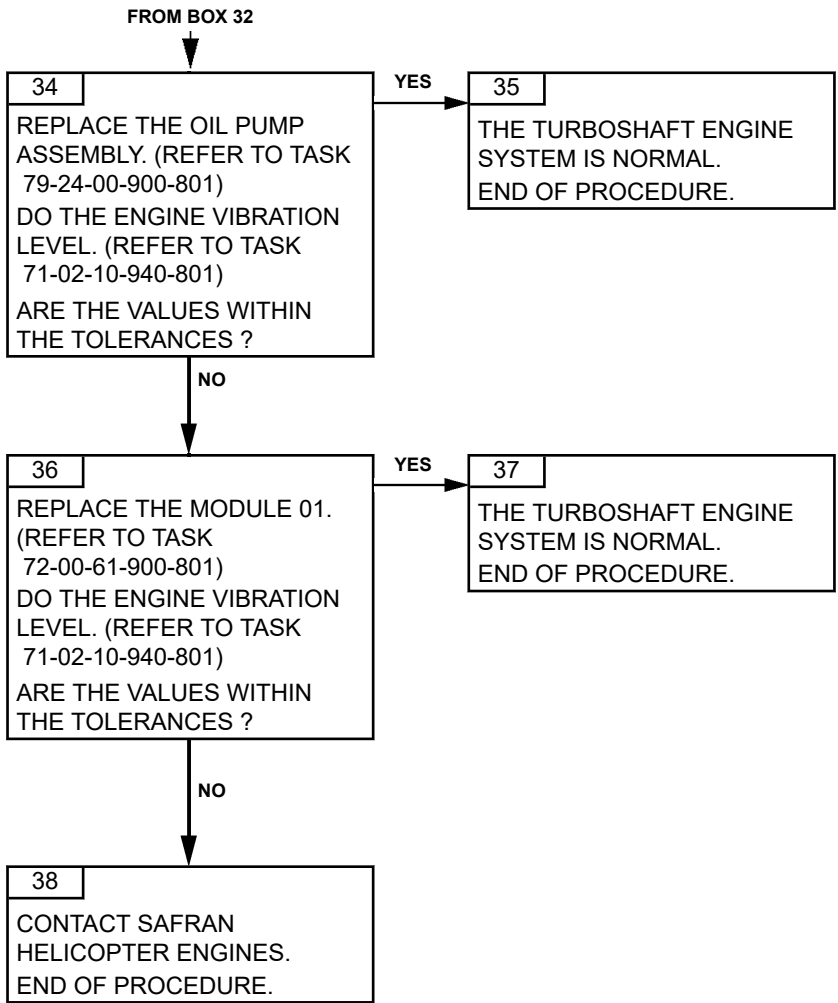 FROM BOX 32
34
REPLACE THE OIL PUMP
ASSEMBLY. (REFER TO TASK
79-24-00-900-801)
DO THE ENGINE VIBRATION
LEVEL. (REFER TO TASK
71-02-10-940-801)
ARE THE VALUES WITHIN
THE TOLERANCES ?
YES
35
THE TURBOSHAFT ENGINE
SYSTEM IS NORMAL.
END OF PROCEDURE.
NO
36
REPLACE THE MODULE 01.
(REFER TO TASK
72-00-61-900-801)
DO THE ENGINE VIBRATION
LEVEL. (REFER TO TASK
71-02-10-940-801)
ARE THE VALUES WITHIN
THE TOLERANCES ?
YES
37
THE TURBOSHAFT ENGINE
SYSTEM IS NORMAL.
END OF PROCEDURE.
NO
38
CONTACT SAFRAN
HELICOPTER ENGINES.
END OF PROCEDURE.